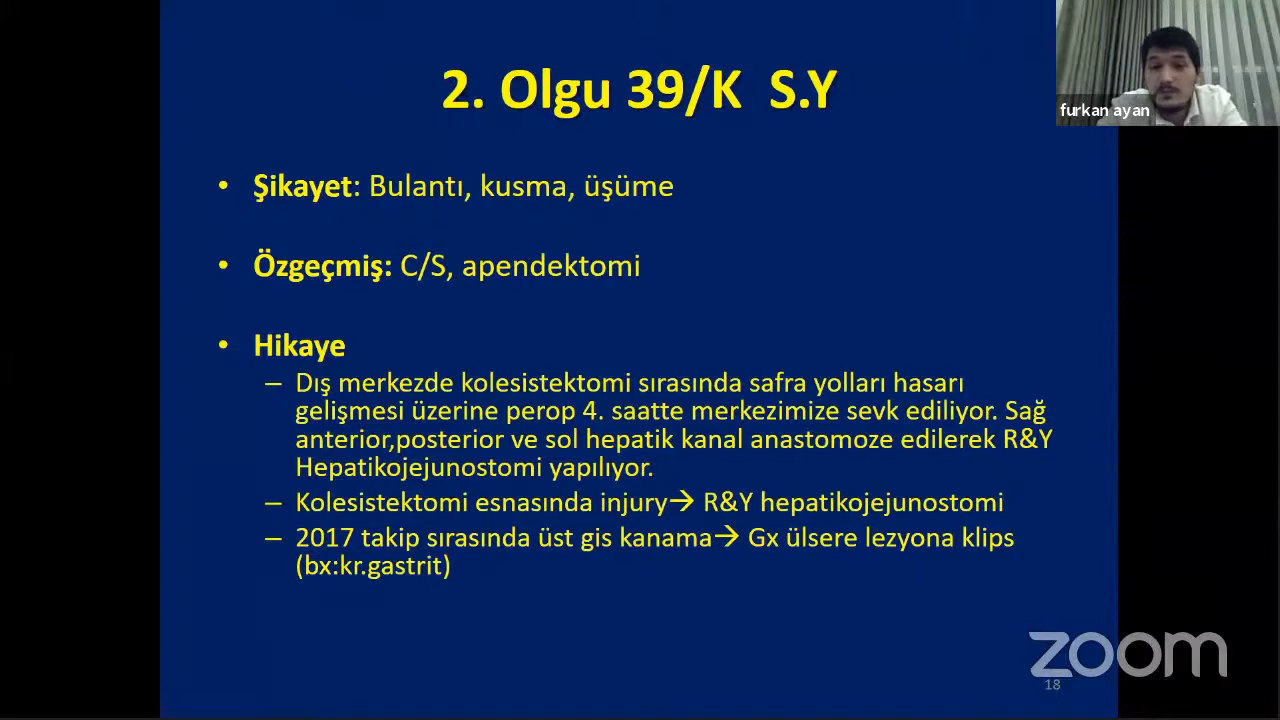 2. Olgu 39/K S.Y
furkan ayan
• Şikayet: Bulantı, kusma, üşüme
• Özgeçmiş: C/S, apendektomi
• Hikaye
– Dış merkezde kolesistektomi sırasında safra yolları hasarı
gelişmesi üzerine perop 4. saatte merkezimize sevk ediliyor. Sağ
anterior,posterior ve sol hepatik kanal anastomoze edilerek R&Y
Hepatikojejunostomi yapılıyor.
– Kolesistektomi esnasında injury→ R&Y hepatikojejunostomi
– 2017 takip sırasında üst gis kanama→ Gx ülsere lezyona klips
(bx:kr.gastrit)
zoom
18